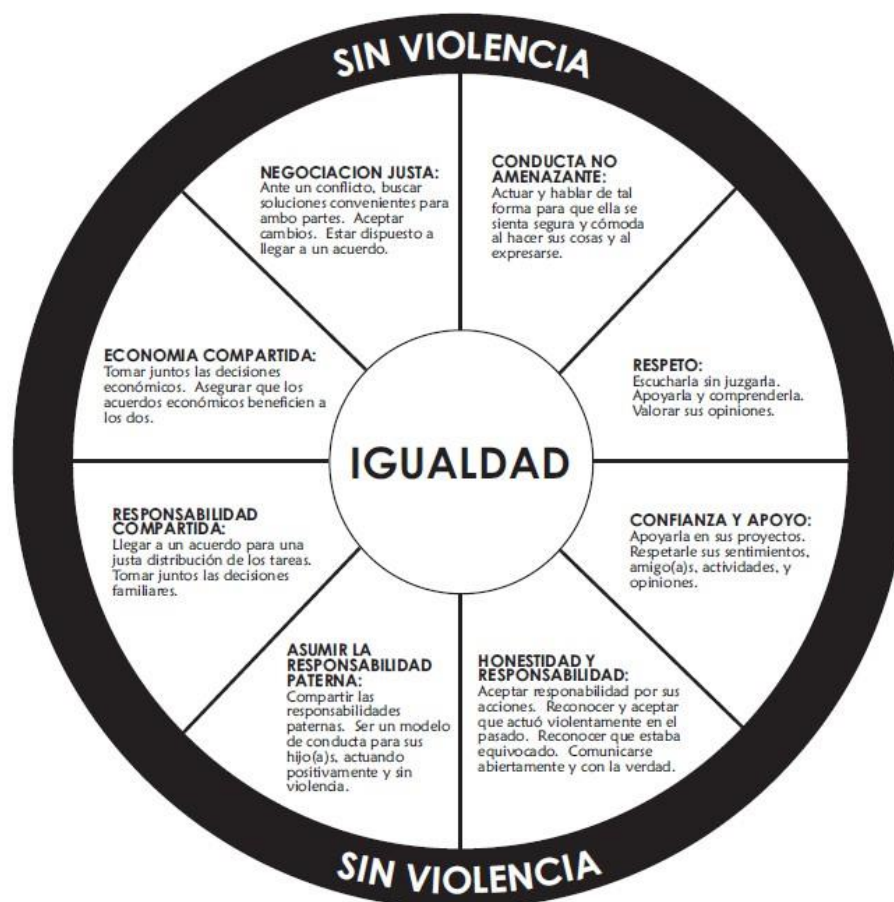 SIN VIOLENCIA
NEGOCIACION JUSTA:
Ante un conflicto, buscar
soluciones convenientes para
ambo partes. Aceptar
cambios. Estar dispuesto a
llegar a un acuerdo.
CONDUCTA NO
AMENAZANTE:
Actuar y hablar de tal
forma para que ella se
sienta segura y cómoda
al hacer sus cosas y al
expresarse.
ECONOMIA COMPARTIDA:
Tomar juntos las decisiones
económicos. Asegurar que los
acuerdos económicos beneficien a
los dos.
RESPETO:
Escucharla sin juzgarla.
Apoyarla y comprenderla.
Valorar sus opiniones.
IGUALDAD
RESPONSABILIDAD
COMPARTIDA:
Llegar a un acuerdo para una
justa distribución de los tareas.
Tomar juntos las decisiones
familiares.
CONFIANZA Y APOYO:
Apoyarla en sus proyectos.
Respetarle sus sentimientos,
amigo(a)s, actividades, y
opiniones.
ASUMIR LA
RESPONSABILIDAD
PATERNA:
Compartir las
responsabilidades
paternas. Ser un modelo
de conducta para sus
hijo(a)s, actuando
positivamente y sin
violencia.
HONESTIDAD Y
RESPONSABILIDAD:
Aceptar responabilidad por sus
acciones. Reconocer y aceptar
que actuó violentamente en el
pasado. Reconocer que estaba
equivocado. Comunicarse
abiertamente y con la verdad.
SIN VIOLENCIA